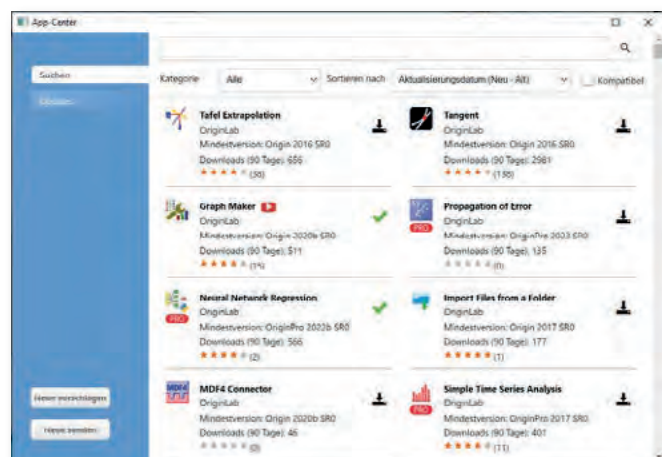 App-Center
Suchen
Kategorie Alle Sortieren nach Aktualisierungsdatum (Neu - Alt) Kompatibel
Tafel Extrapolation
OriginLab
Mindestversion: Origin 2016 SR0
Downloads (90 Tage): 656
(38)
Tangent
OriginLab
Mindestversion: Origin 2016 SR0
Downloads (90 Tage): 2981
(138)
Graph Maker
OriginLab
Mindestversion: Origin 2020b SR0
Downloads (90 Tage): 511
(15)
Propagation of Error
PRO
OriginLab
Mindestversion: OriginPro 2023 SR0
Downloads (90 Tage): 135
(0)
Neural Network Regression
PRO
OriginLab
Mindestversion: OriginPro 2022b SR0
Downloads (90 Tage): 566
(2)
Import Files from a Folder
OriginLab
Mindestversion: Origin 2017 SR0
Downloads (90 Tage): 177
(1)
MDF4
MDF4 Connector
OriginLab
Mindestversion: Origin 2020b SR0
Downloads (90 Tage): 46
(0)
Simple Time Series Analysis
PRO
OriginLab
Mindestversion: OriginPro 2017 SR0
Downloads (90 Tage): 401
(11)
Neue vorschlagen
Neue senden